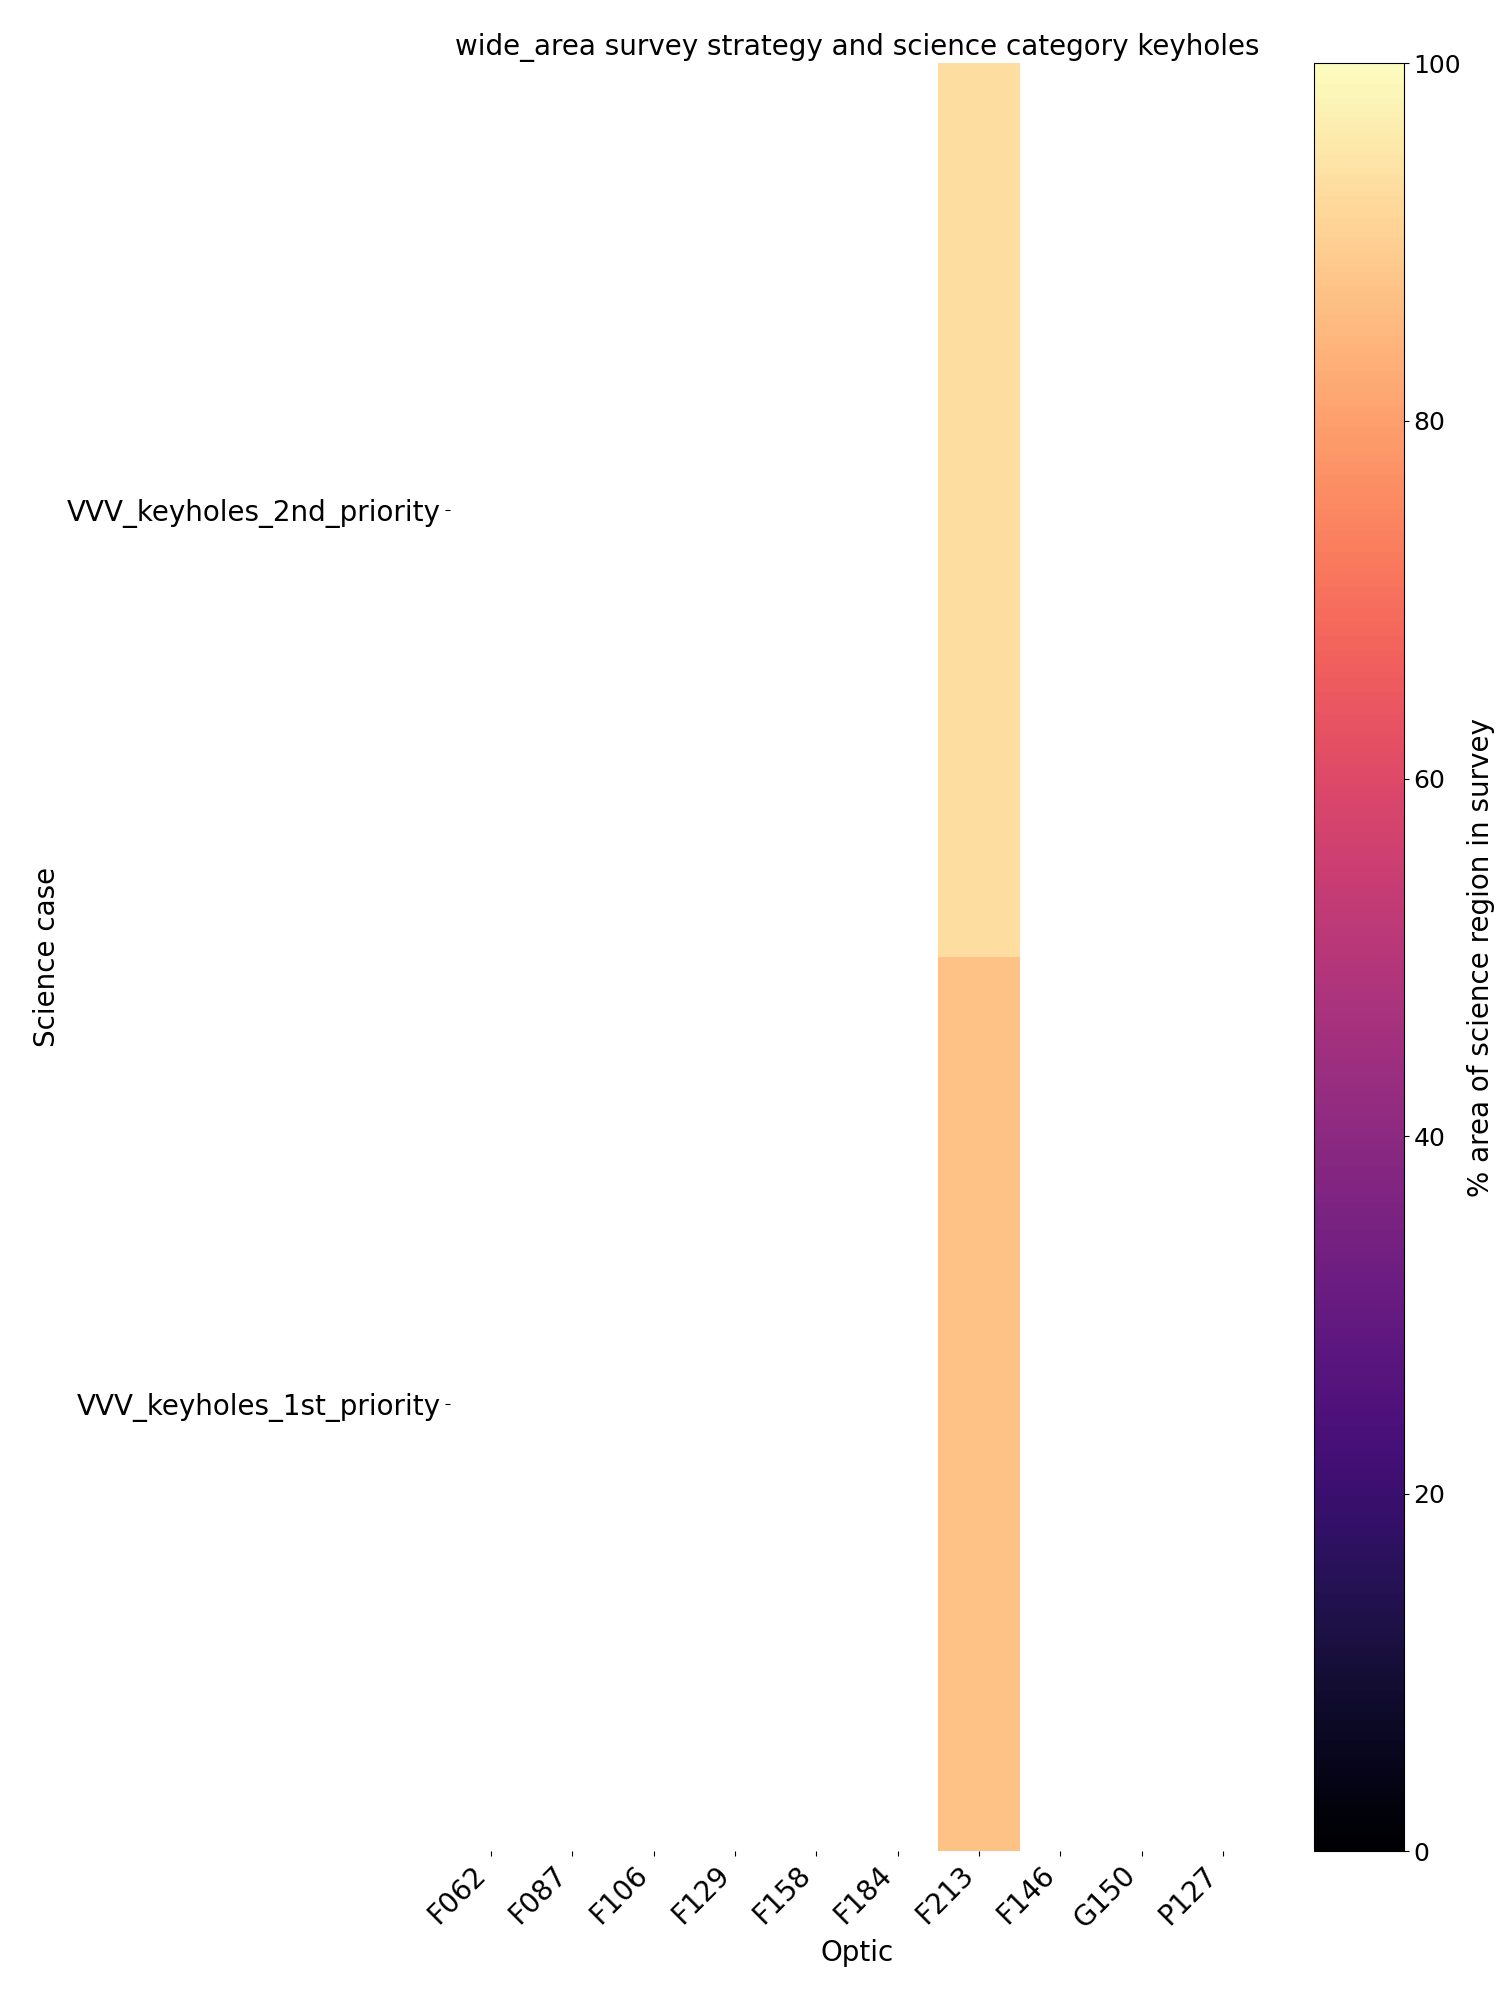 wide_area survey strategy and science category keyholes
100
80
60
40
20
0
% area of science region in survey
Science case
VVV_keyholes_2nd_priority
VVV_keyholes_1st_priority
F062
F087
F106
F129
F158
F184
F213
F146
G150
P127
Optic